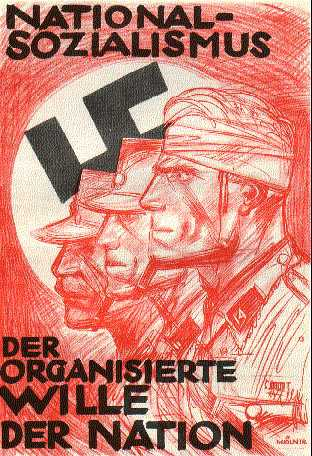 NATIONAL-
SOZIALISMUS
DER
ORGANISIERTE
WILLE
DER NATION